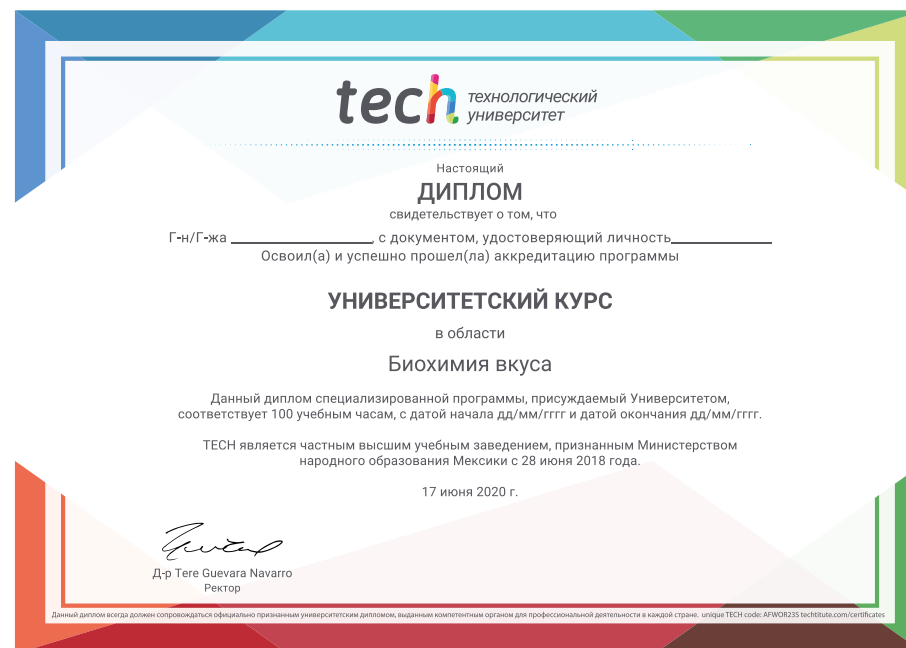 tech технологический
университет
Настоящий
ДИПЛОМ
свидетельствует о том, что
Г-н/Г-жа ________________, с документом, удостоверяющий личность____________
Освоил(а) и успешно прошел(ла) аккредитацию программы
УНИВЕРСИТЕТСКИЙ КУРС
в области
Биохимия вкуса
Данный диплом специализированной программы, присуждаемый Университетом,
соответствует 100 учебным часам, с датой начала дд/мм/гггг и датой окончания дд/мм/гггг.
TECH является частным высшим учебным заведением, признанным Министерством
народного образования Мексики с 28 июня 2018 года.
17 июня 2020 г.
Д-р Tere Guevara Navarro
Ректор
Данный диплом всегда должен сопровождаться официально признанным университетским дипломом, выданным компетентным органом для профессиональной деятельности в каждой стране. unique TECH code: AFWOR23S techtitute.com/certificates